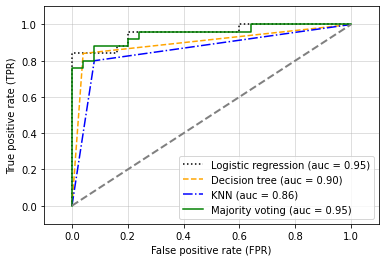 True positive rate (TPR)
1.0
0.8
0.6
0.4
0.2
0.0
Logistic regression (auc = 0.95)
Decision tree (auc = 0.90)
KNN (auc = 0.86)
Majority voting (auc = 0.95)
0.0 0.2 0.4 0.6 0.8 1.0
False positive rate (FPR)